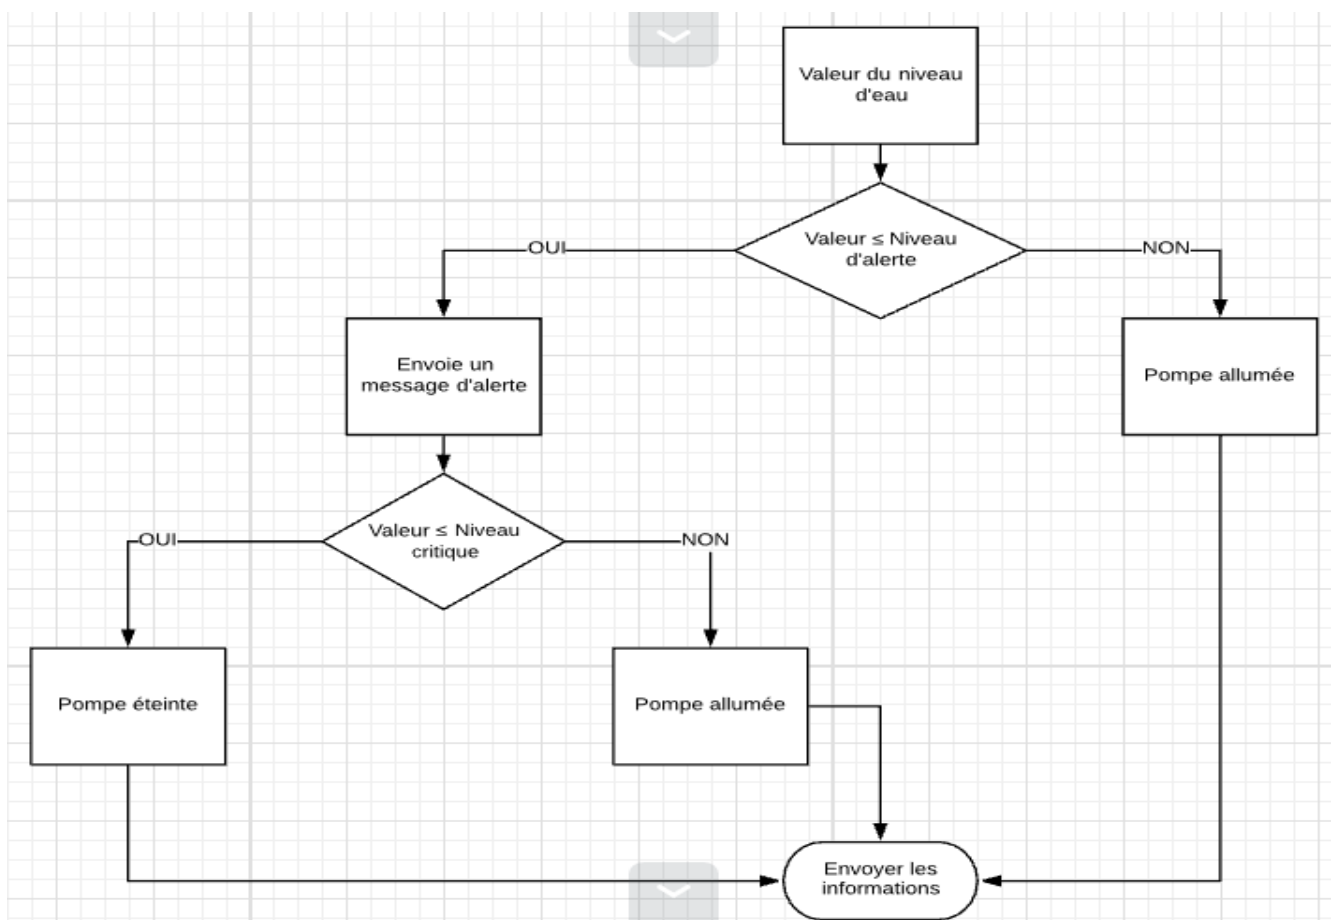 Valeur du niveau
d'eau
Valeur ≤ Niveau
d'alerte
OUI
NON
Envoie un
message d'alerte
Pompe allumée
Valeur ≤ Niveau
critique
OUI
NON
Pompe éteinte
Pompe allumée
Envoyer les
informations